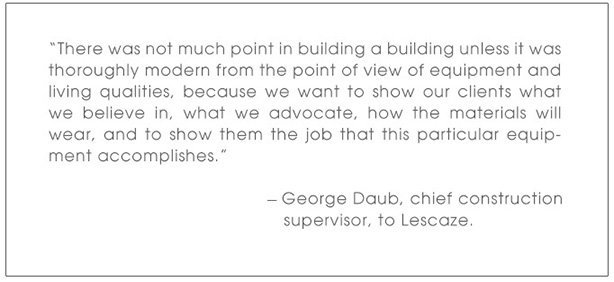 “There was not much point in building a building unless it was
thoroughly modern from the point of view of equipment and
living qualities, because we want to show our clients what
we believe in, what we advocate, how the materials will
wear, and to show them the job that this particular equip-
ment accomplishes.”
– George Daub, chief construction
supervisor, to Lescaze.